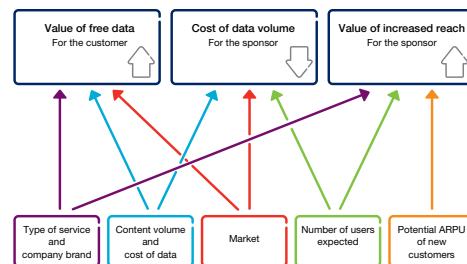 Value of free data
For the customer
Cost of data volume
For the sponsor
Value of increased reach
For the sponsor
Type of service
and
company brand
Content volume
and
cost of data
Market
Number of users
expected
Potential ARPU
of new
customers